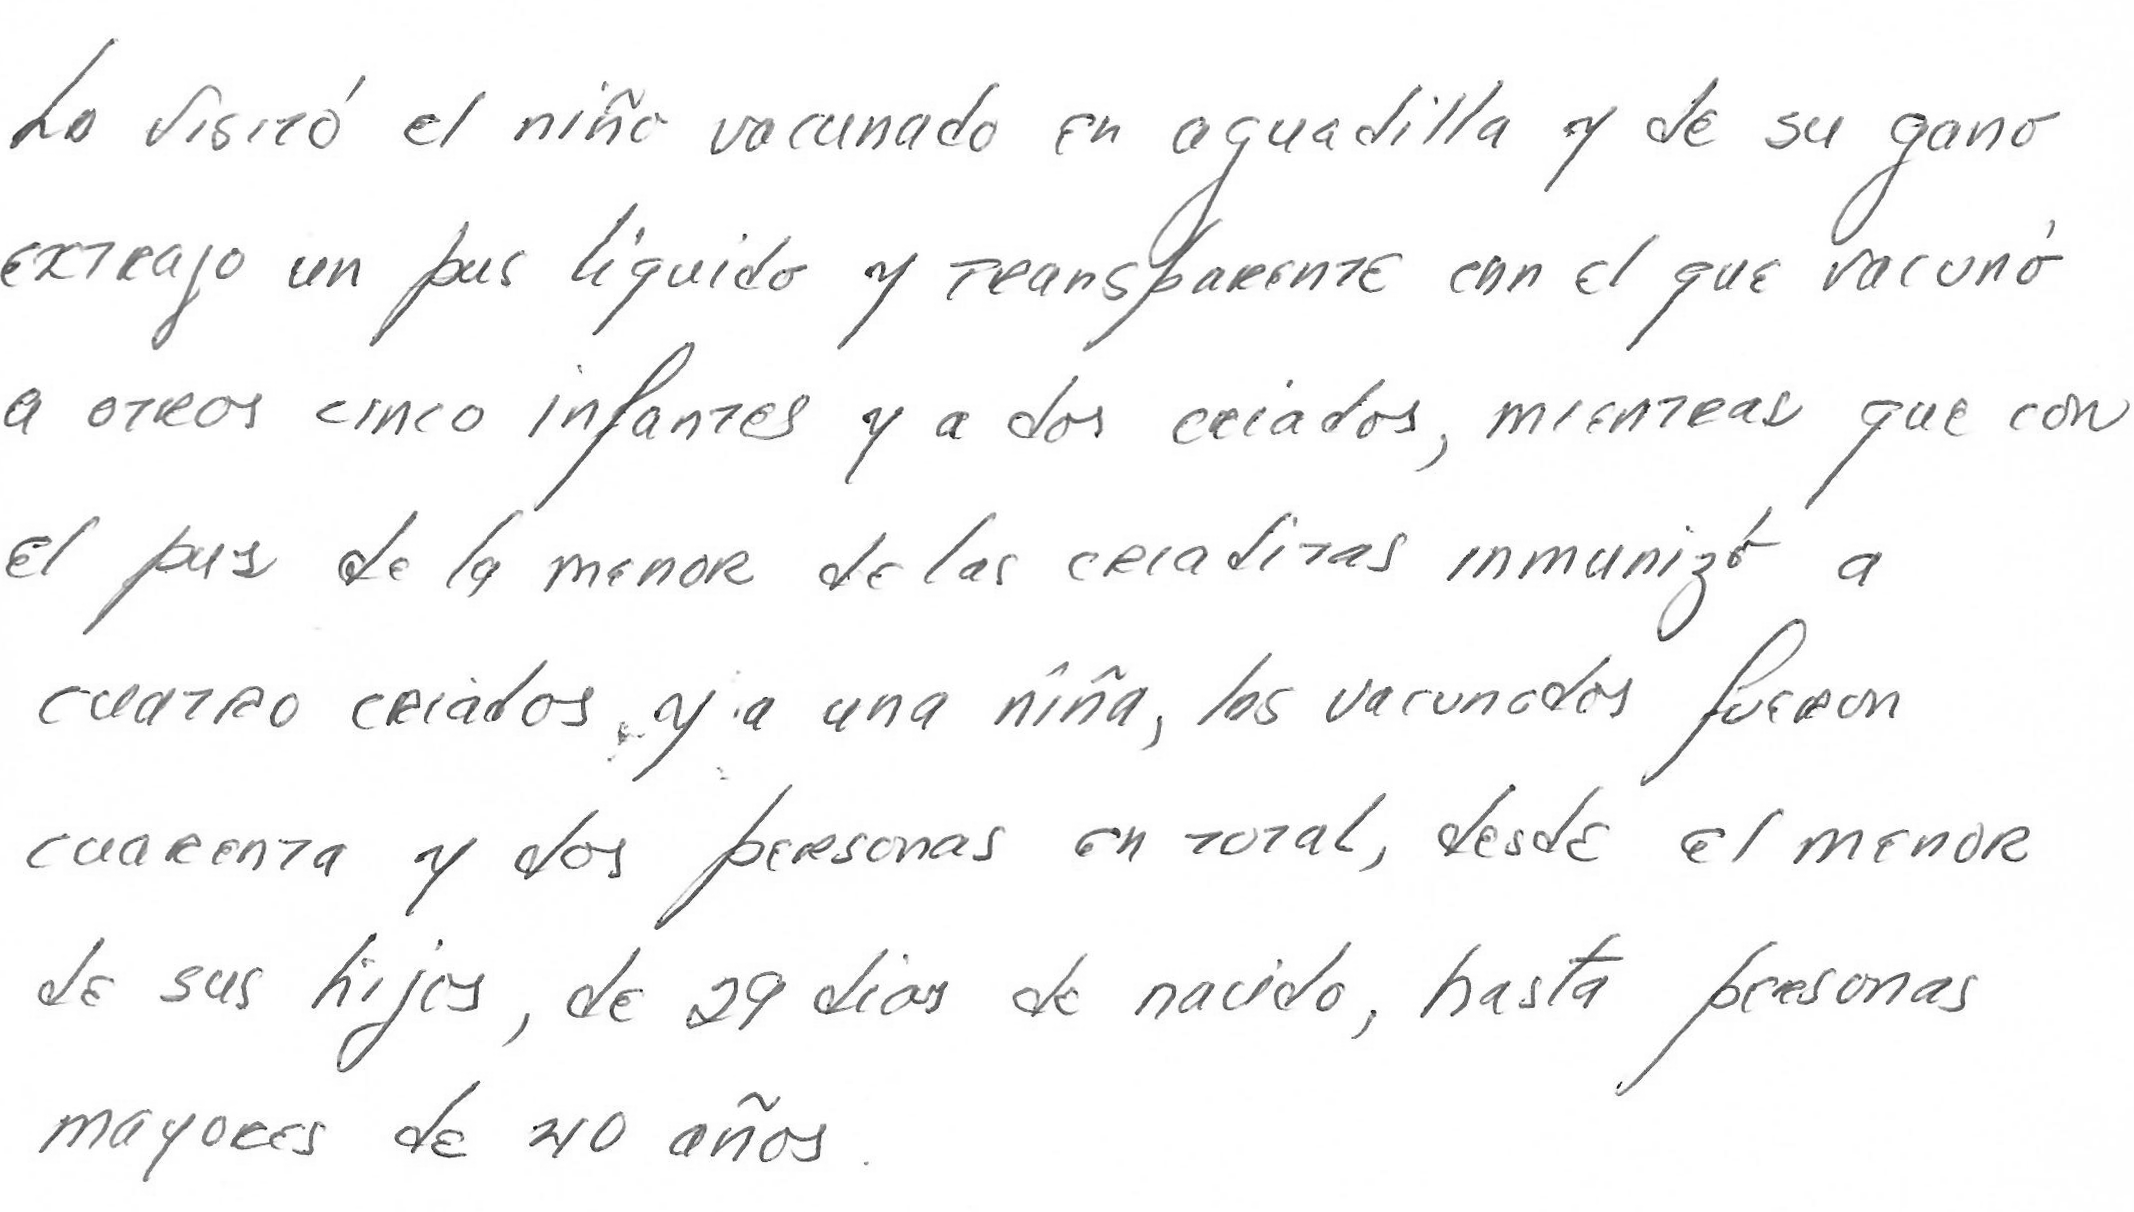 Lo visitó el niño vacunado en aguadilla y de su gano
extrajo un pus líquido y transparente con el que vacunó
a otros cinco infantes y a dos criados, mientras que con
el pus de la menor de las criaditas inmunizó a
cuatro criados, y a una niña, los vacunados fueron
cuarenta y dos personas en total, desde el menor
de sus hijos, de 29 dias de nacido, hasta personas
mayores de 40 años.